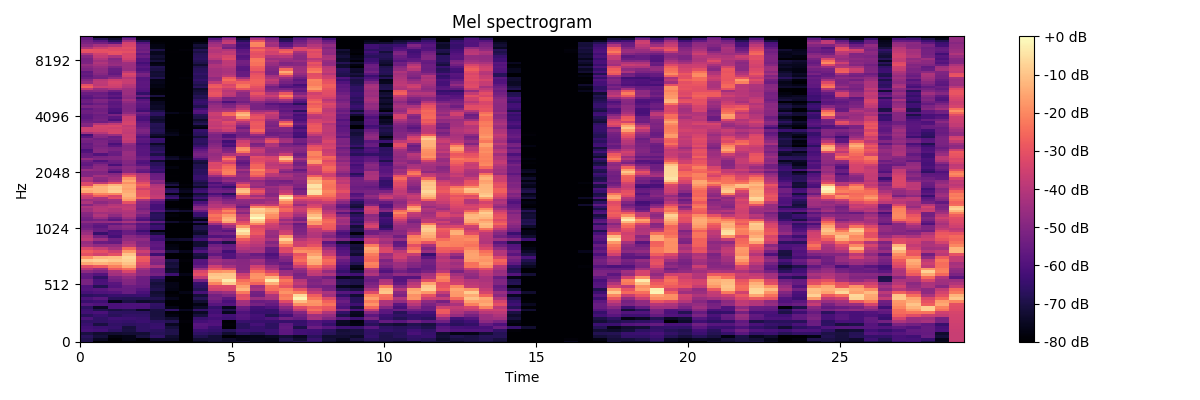 Mel spectrogram
8192
4096
2048
1024
512
0
Hz
0 5 10 15 20 25
Time
+0 dB
-10 dB
-20 dB
-30 dB
-40 dB
-50 dB
-60 dB
-70 dB
-80 dB